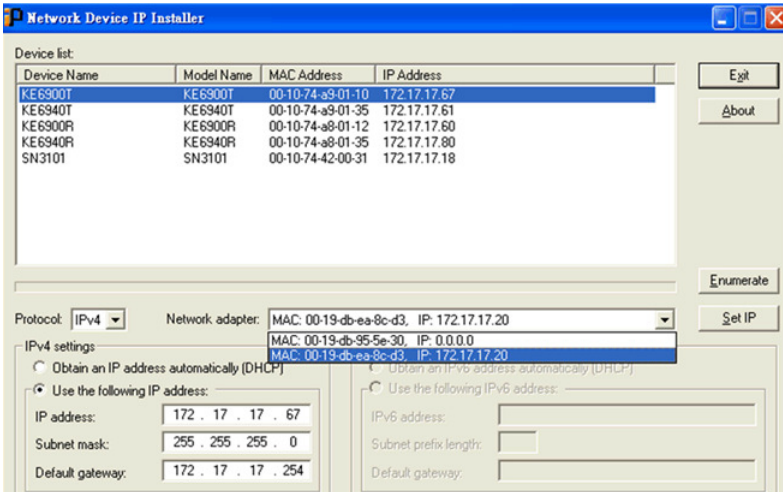 Network Device IP Installer
Device list:
Device Name Model Name MAC Address IP Address
KE6900T KE6900T 00-10-74-a9-01-10 172.17.17.67
KE6940T KE6940T 00-10-74-a9-01-35 172.17.17.61
KE6900R KE6900R 00-10-74-a8-01-12 172.17.17.60
KE6940R KE6940R 00-10-74-a8-01-35 172.17.17.80
SN3101 SN3101 00-10-74-42-00-31 172.17.17.18
Exit
About
Enumerate
Protocol: IPv4 Network adapter: MAC: 00-19-db-ea-8c-d3, IP: 172.17.17.20 Set IP
MAC: 00-19-db-95-5e-30, IP: 0.0.0.0
MAC: 00-19-db-ea-8c-d3, IP: 172.17.17.20
IPv4 settings
Obtain an IP address automatically (DHCP)
Use the following IP address:
IP address: 172 . 17 . 17 . 67
Subnet mask: 255 . 255 . 255 . 0
Default gateway: 172 . 17 . 17 . 254
Obtain an IPv6 address automatically (DHCP)
Use the following IPv6 address:
IPv6 address:
Subnet prefix length:
Default gateway: